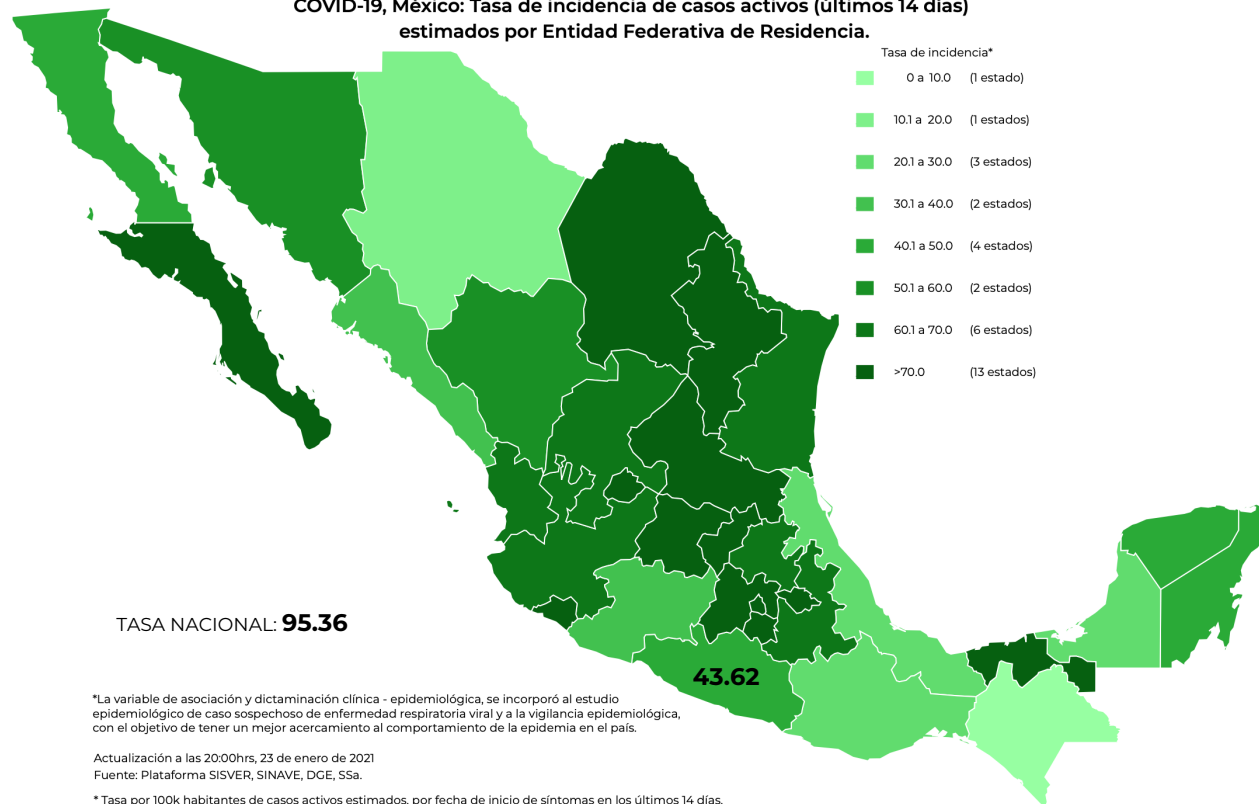 COVID-19, México: Tasa de incidencia de casos activos (últimos 14 días)
estimados por Entidad Federativa de Residencia.
Tasa de incidencia*
0 a 10.0 (1 estado)
10.1 a 20.0 (1 estados)
20.1 a 30.0 (3 estados)
30.1 a 40.0 (2 estados)
40.1 a 50.0 (4 estados)
50.1 a 60.0 (2 estados)
60.1 a 70.0 (6 estados)
>70.0 (13 estados)
TASA NACIONAL: 95.36
43.62
*La variable de asociación y dictaminación clínica - epidemiológica, se incorporó al estudio
epidemiológico de caso sospechoso de enfermedad respiratoria viral y a la vigilancia epidemiológica,
con el objetivo de tener un mejor acercamiento al comportamiento de la epidemia en el país.
Actualización a las 20:00hrs, 23 de enero de 2021
Fuente: Plataforma SISVER, SINAVE, DGE, SSa.
* Tasa por 100k habitantes de casos activos estimados, por fecha de inicio de síntomas en los últimos 14 días.